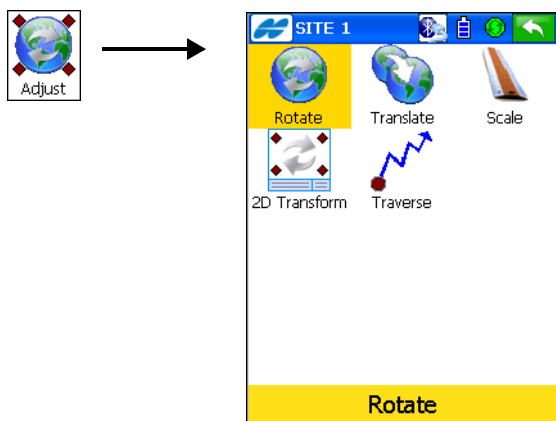 SITE 1
Adjust
Rotate Translate Scale
2D Transform Traverse
Rotate